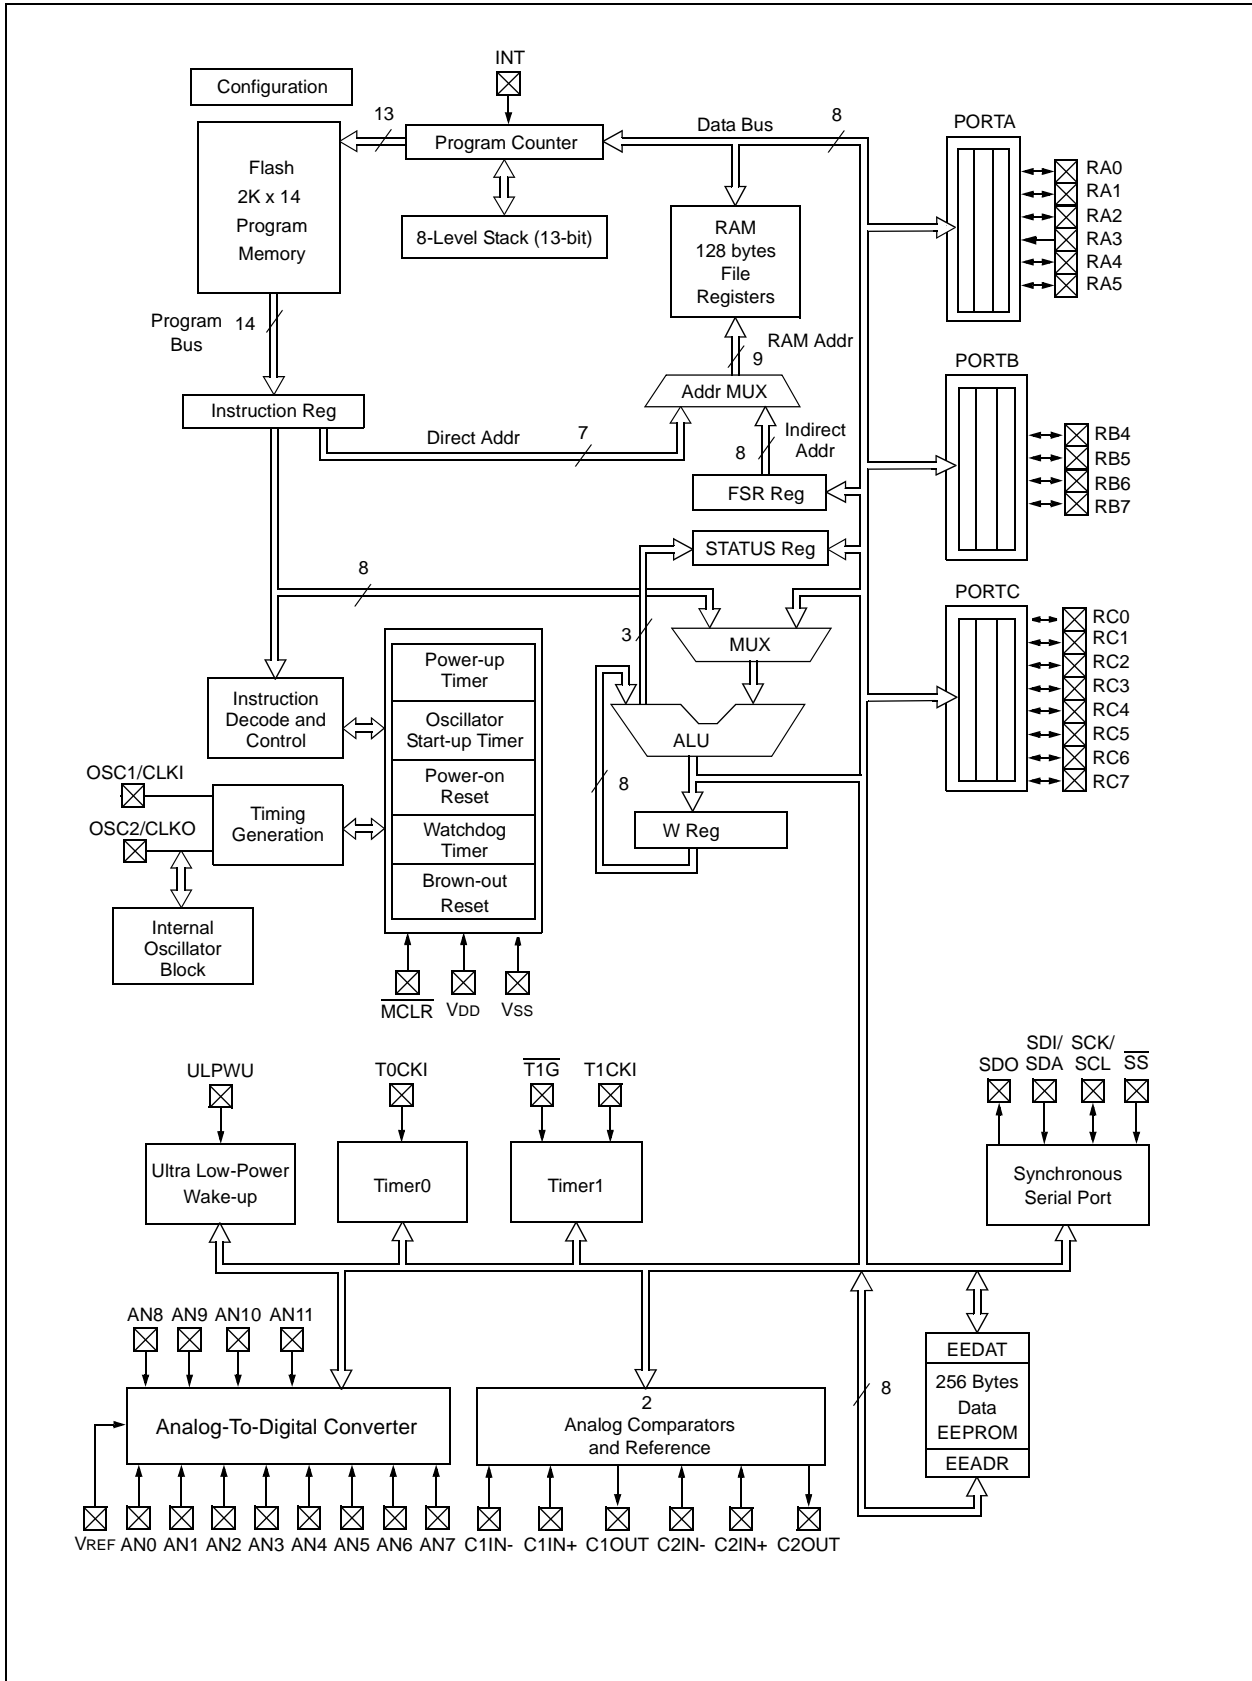 INT
Configuration
13
Program Counter
Data Bus
8
PORTA
Flash
2K x 14
Program
Memory
8-Level Stack (13-bit)
RAM
128 bytes
File
Registers
RA0
RA1
RA2
RA3
RA4
RA5
Program
Bus
14
RAM Addr
9
PORTB
Addr MUX
Instruction Reg
Direct Addr
7
Indirect
Addr
8
FSR Reg
RB4
RB5
RB6
RB7
STATUS Reg
8
PORTC
3
MUX
RC0
RC1
RC2
RC3
RC4
RC5
RC6
RC7
Power-up
Timer
Instruction
Decode and
Control
Oscillator
Start-up Timer
ALU
OSC1/CLKI
Power-on
Reset
8
OSC2/CLKO
Timing
Generation
Watchdog
Timer
W Reg
Brown-out
Reset
Internal
Oscillator
Block
MCLR
VDD
VSS
ULPWU
T0CKI
T1G
T1CKI
SDO
SDI/
SDA
SCK/
SCL
SS
Ultra Low-Power
Wake-up
Timer0
Timer1
Synchronous
Serial Port
AN8
AN9
AN10
AN11
EEDAT
256 Bytes
Data
EEPROM
EEADR
8
Analog-To-Digital Converter
2
Analog Comparators
and Reference
VREF
AN0
AN1
AN2
AN3
AN4
AN5
AN6
AN7
C1IN-
C1IN+
C1OUT
C2IN-
C2IN+
C2OUT